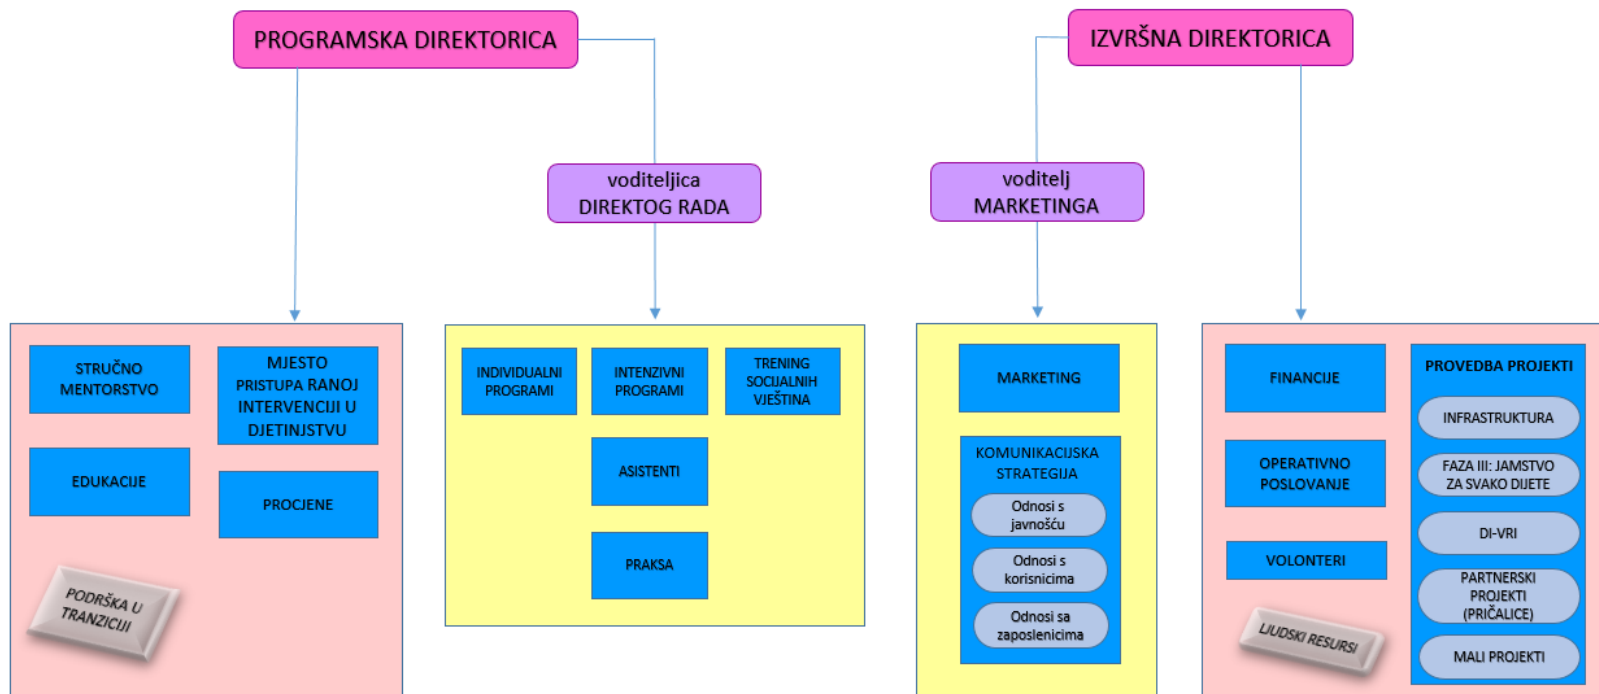 PROGRAMSKA DIREKTORICA
IZVRŠNA DIREKTORICA
voditeljica
DIREKTOG RADA
voditelj
MARKETINGA
STRUČNO
MENTORSTVO
MJESTO
PRISTUPA RANOJ
INTERVENCIJI U
DJETINJSTVU
EDUKACIJE
PROCJENE
PODRŠKA U
TRANZICIJI
INDIVIDUALNI
PROGRAMI
INTENZIVNI
PROGRAMI
TRENING
SOCIJALNIH
VJEŠTINA
ASISTENTI
PRAKSA
MARKETING
KOMUNIKACIJSKA
STRATEGIJA
Odnosi s
javnošću
Odnosi s
korisnicima
Odnosi sa
zaposlenicima
FINANCIJE
OPERATIVNO
POSLOVANJE
VOLONTERI
LJUDSKI RESURSI
PROVEDBA PROJEKTI
INFRASTRUKTURA
FAZA III: JAMSTVO
ZA SVAKO DIJETE
DI-VRI
PARTNERSKI
PROJEKTI
(PRIČALICE)
MALI PROJEKTI